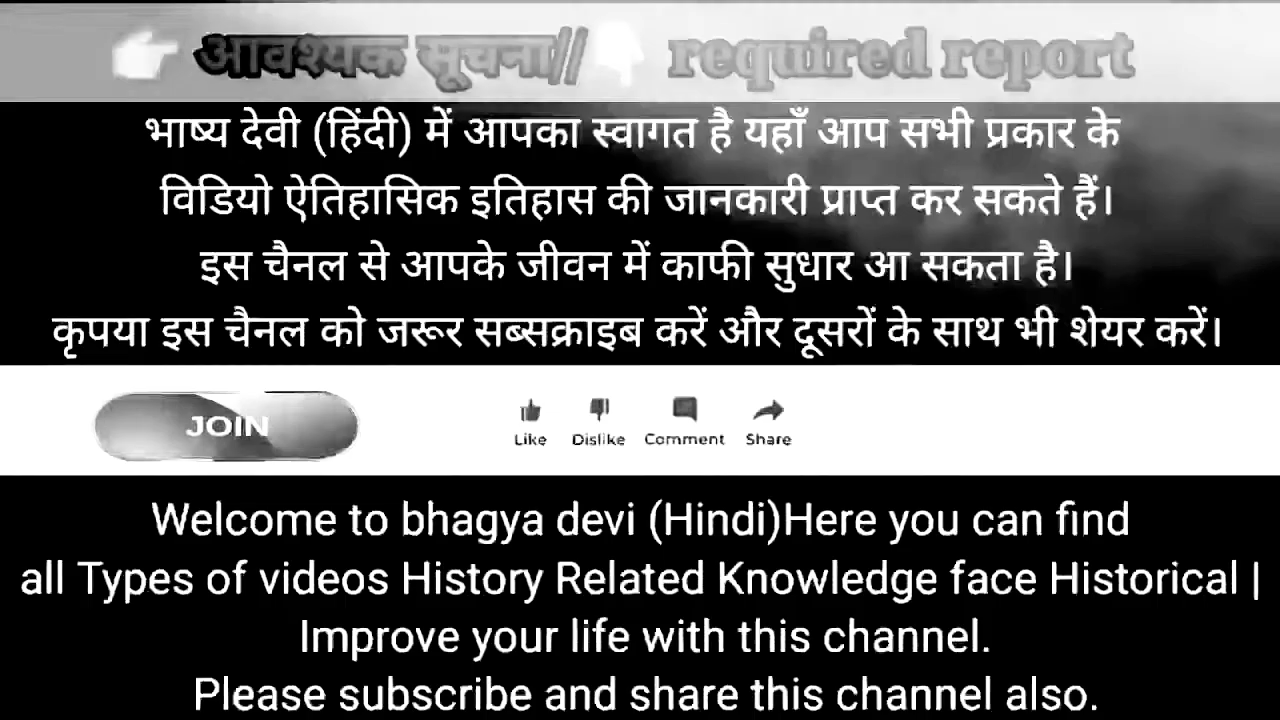 👉 आवश्यक सूचना//👇 required report
भाष्य देवी (हिंदी) में आपका स्वागत है यहाँ आप सभी प्रकार के
विडियो ऐतिहासिक इतिहास की जानकारी प्राप्त कर सकते हैं।
इस चैनल से आपके जीवन में काफी सुधार आ सकता है।
कृपया इस चैनल को जरूर सब्सक्राइब करें और दूसरों के साथ भी शेयर करें।
JOIN
Like Dislike Comment Share
Welcome to bhagya devi (Hindi)Here you can find
all Types of videos History Related Knowledge face Historical |
Improve your life with this channel.
Please subscribe and share this channel also.